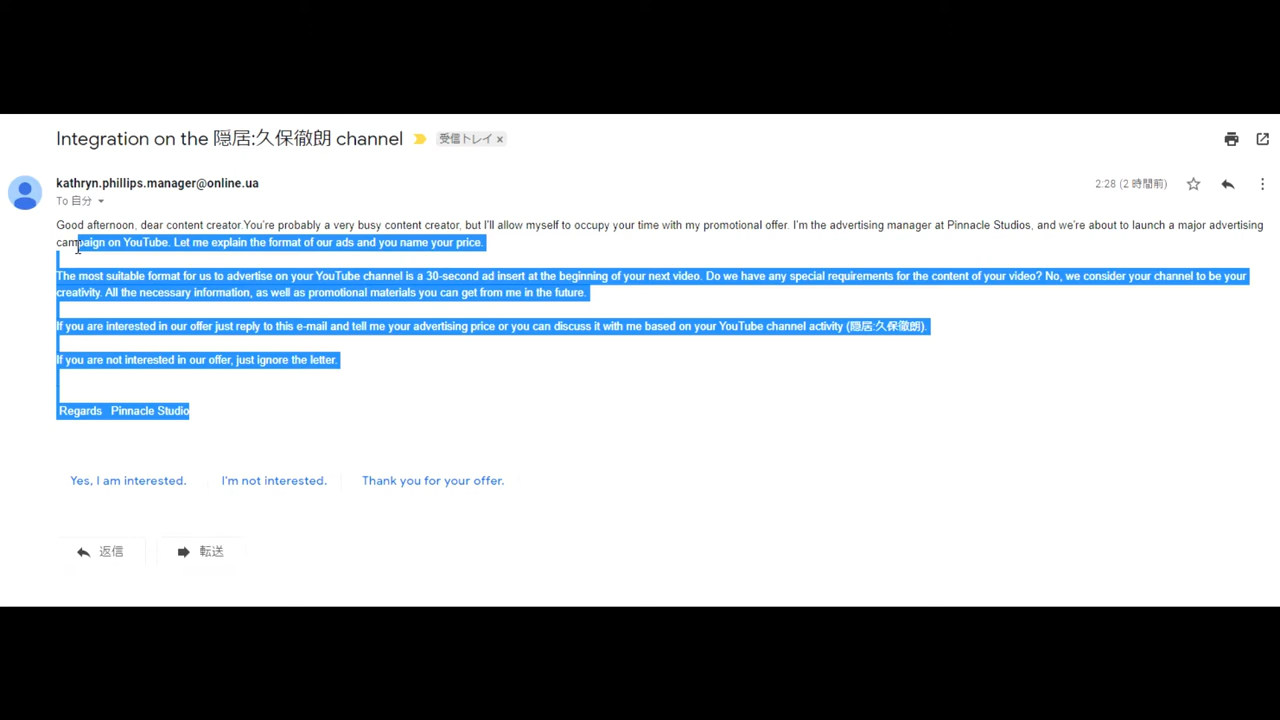 Integration on the 隠居:久保徹朗 channel 受信トレイ ×
kathryn.phillips.manager@online.ua 2:28 (2 時間前)
To 自分
Good afternoon, dear content creator.You're probably a very busy content creator, but I'll allow myself to occupy your time with my promotional offer. I'm the advertising manager at Pinnacle Studios, and we're about to launch a major advertising
campaign on YouTube. Let me explain the format of our ads and you name your price.
The most suitable format for us to advertise on your YouTube channel is a 30-second ad insert at the beginning of your next video. Do we have any special requirements for the content of your video? No, we consider your channel to be your
creativity. All the necessary information, as well as promotional materials you can get from me in the future.
If you are interested in our offer just reply to this e-mail and tell me your advertising price or you can discuss it with me based on your YouTube channel activity (隠居:久保徹朗).
If you are not interested in our offer, just ignore the letter.
Regards Pinnacle Studio
Yes, I am interested. I'm not interested. Thank you for your offer.
返信 転送